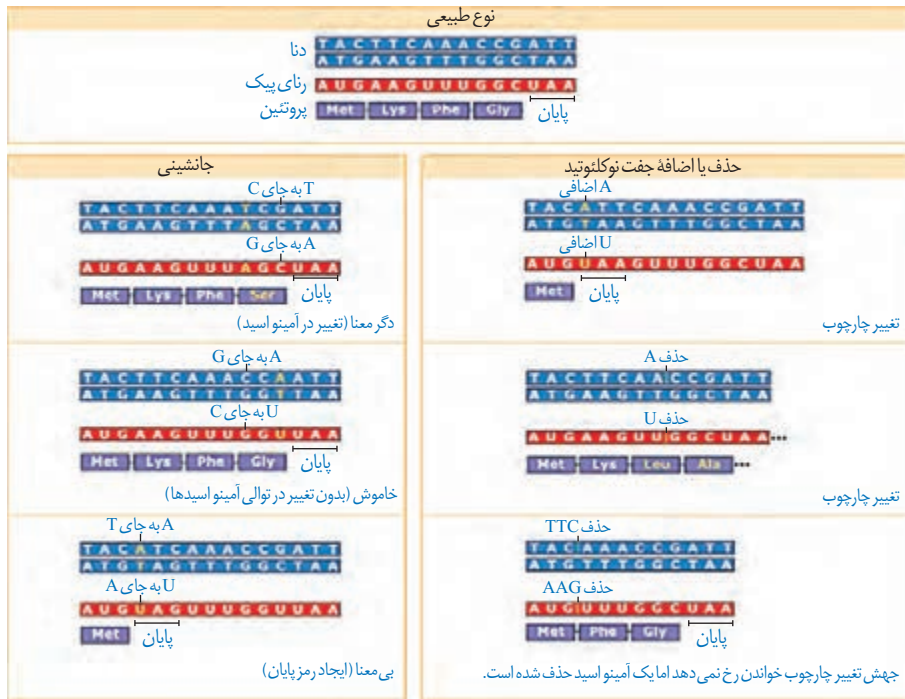 نوع طبیعی
دنا
TACTTCAAACCGATT
ATGAAGTTTGGCTAA
رنای پیک
AUGAAGUUUGGCUAA
پروتئین
Met Lys Phe Gly
پایان
جانشینی
T به جای C
TACTTCAAATCGATT
ATGAAGTTTAGCTAA
A به جای G
AUGAAGUUUAGCUAA
Met Lys Phe Ser
پایان
دگر معنا (تغییر در آمینو اسید)
A به جای G
TACTTCAAACCAATT
ATGAAGTTTGGTTAA
U به جای C
AUGAAGUUUGGUUAA
Met Lys Phe Gly
پایان
خاموش (بدون تغییر در توالی آمینو اسیدها)
A به جای T
TACATCAAACCGATT
ATGTAGTTTGGCTAA
U به جای A
AUGUAGUUUGGUUAA
Met
پایان
بی‌معنا (ایجاد رمز پایان)
حذف یا اضافهٔ جفت نوکلئوتید
A اضافی
TACATTCAAACCGATT
ATGTAAGTTTGGCTAA
U اضافی
AUGUAAGUUUGGCUAA
Met
پایان
تغییر چارچوب
حذف A
TACTTCAACCGATT
ATGAAGTTGGCTAA
حذف U
AUGAAGUUGGCUAA...
Met Lys Leu Ala ...
تغییر چارچوب
حذف TTC
TACAAACCGATT
ATGTTTGGCTAA
حذف AAG
AUGUUUGGCUAA
Met Phe Gly
پایان
جهش تغییر چارچوب خواندن رخ نمی دهد اما یک آمینو اسید حذف شده است.